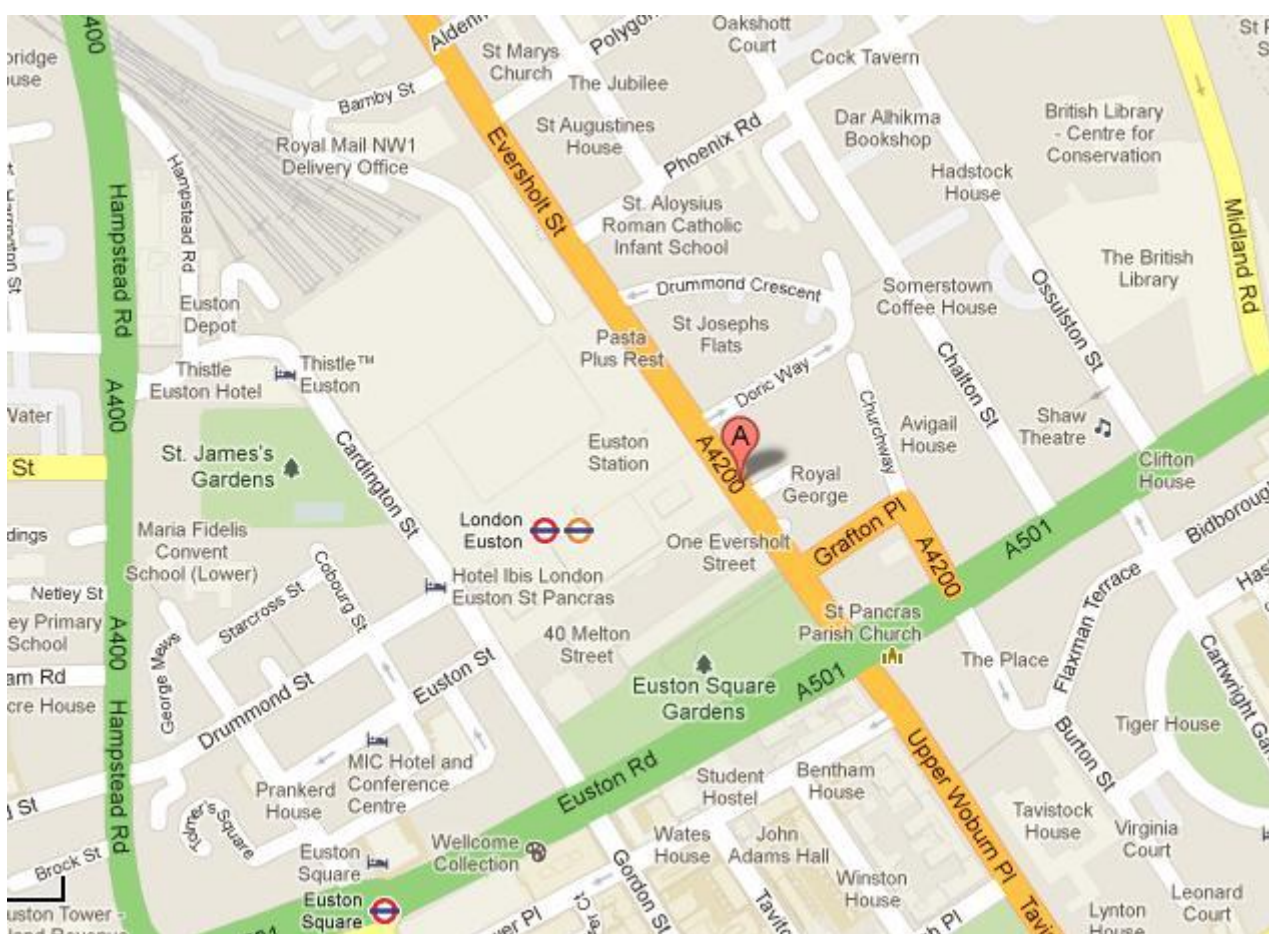 400
Aldenh
Polygon
Oakshott
Court
St Marys
Church
The Jubilee
Cock Tavern
Barnby St
St Augustines
House
Dar Alhikma
Bookshop
British Library
- Centre for
Conservation
Royal Mail NW1
Delivery Office
Eversholt St
Phoenix Rd
Hadstock
House
Hampstead Rd
Hampstead Rd
St. Aloysius
Roman Catholic
Infant School
Midland Rd
The British
Library
Drummond Crescent
Somerstown
Coffee House
Ossulston St
Euston
Depot
St Josephs
Flats
Pasta
Plus Rest
Thistle
Euston Hotel
Thistle™
Euston
Doric Way
Chalton St
A400
Water
Churchway
Avigail
House
Shaw
Theatre
St
St. James's
Gardens
Cardington St
Euston
Station
A4200
A
Royal
George
Clifton
House
dings
Maria Fidelis
Convent
School (Lower)
London
Euston
One Eversholt
Street
Grafton Pl
A4200
A501
Bidborough
Netley St
Starcross St
Cobourg St
Hotel Ibis London
Euston St Pancras
Flaxman Terrace
ey Primary
School
A400
40 Melton
Street
St Pancras
Parish Church
am Rd
George Mews
Drummond St
Euston St
Euston Square
Gardens
A501
The Place
Cartwright Gar
cre House
Hampstead Rd
Tiger House
Burton St
MIC Hotel and
Conference
Centre
Prankerd
House
Euston Rd
Student
Hostel
Bentham
House
Upper Woburn Pl
Tavistock
House
Virginia
Court
St
Tolmer's Square
Brock St
Euston
Square
Wellcome
Collection
Wates
House
John
Adams Hall
Gordon St
Winston
House
Leonard
Court
Lynton
House
Euston
Square
uston Tower -
Tavi